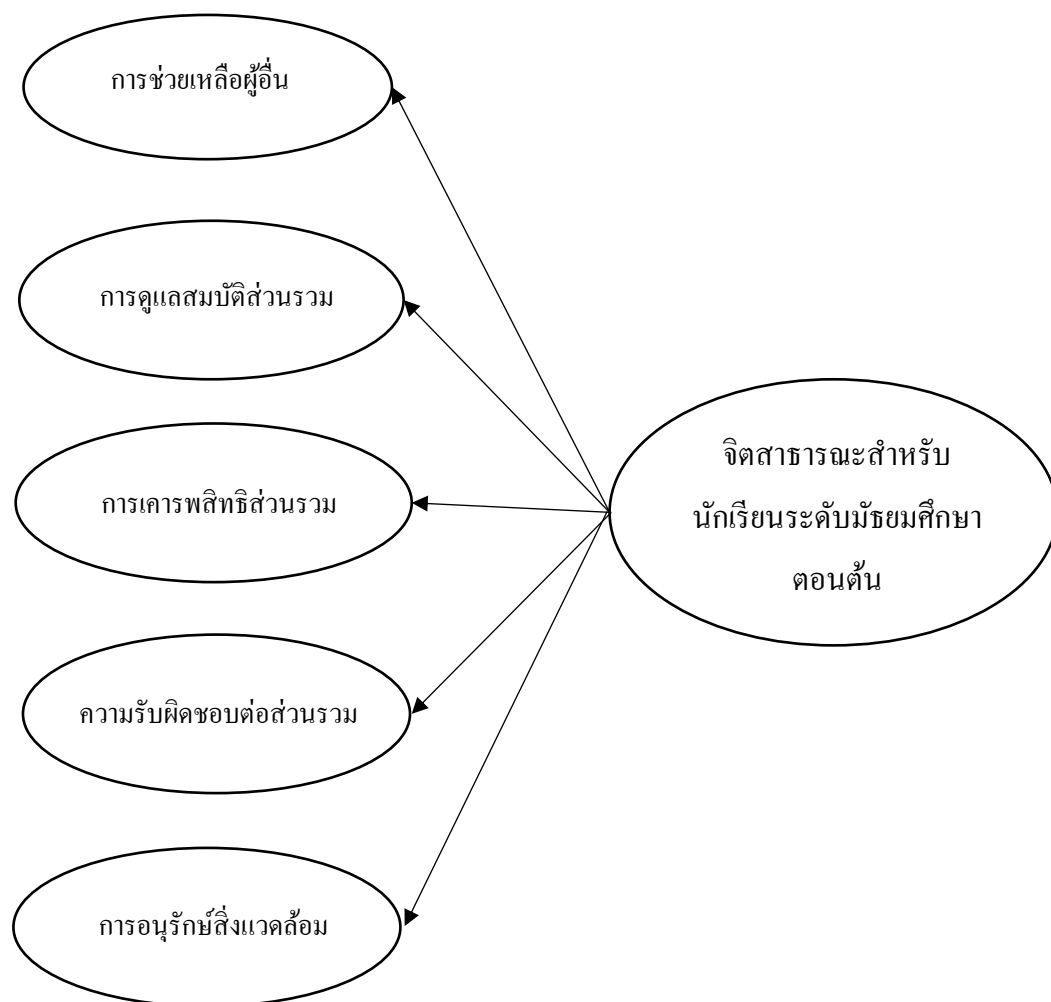 การช่วยเหลือผู้อื่น
การดูแลสมบัติส่วนรวม
การเคารพสิทธิส่วนรวม
ความรับผิดชอบต่อส่วนรวม
การอนุรักษ์สิ่งแวดล้อม
จิตสาธารณะสำหรับ
นักเรียนระดับมัธยมศึกษา
ตอนต้น